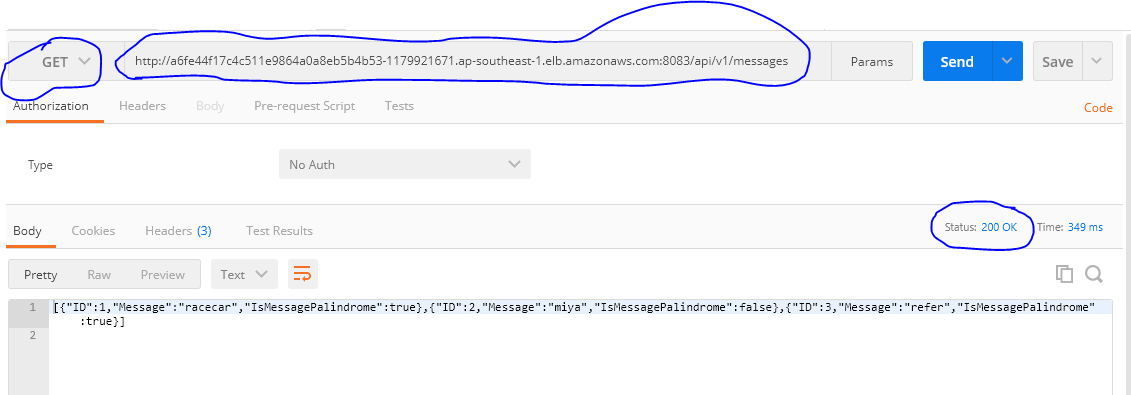 GET http://a6fe44f17c4c511e9864a0a8eb5b4b53-1179921671.ap-southeast-1.elb.amazonaws.com:8083/api/v1/messages Params Send Save
Authorization Headers Body Pre-request Script Tests Code
Type No Auth
Body Cookies Headers (3) Test Results Status: 200 OK Time: 349 ms
Pretty Raw Preview Text
1 [{"ID":1,"Message":"racecar","IsMessagePalindrome":true},{"ID":2,"Message":"miya","IsMessagePalindrome":false},{"ID":3,"Message":"refer","IsMessagePalindrome"
:true}]
2